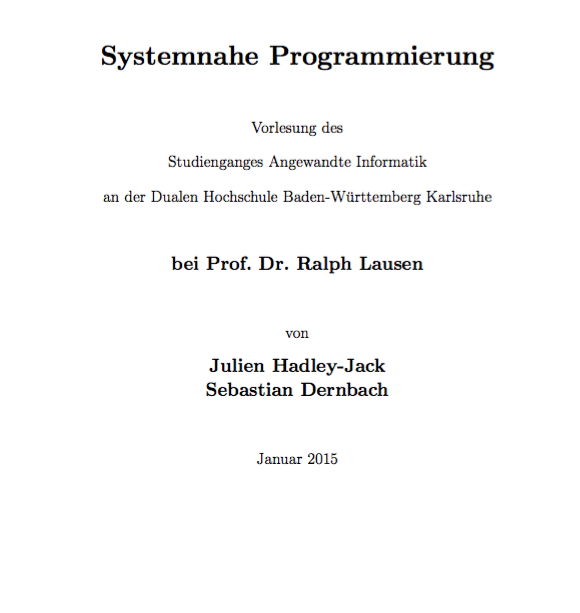 Systemnahe Programmierung
Vorlesung des
Studienganges Angewandte Informatik
an der Dualen Hochschule Baden-Württemberg Karlsruhe
bei Prof. Dr. Ralph Lausen
von
Julien Hadley-Jack
Sebastian Dernbach
Januar 2015